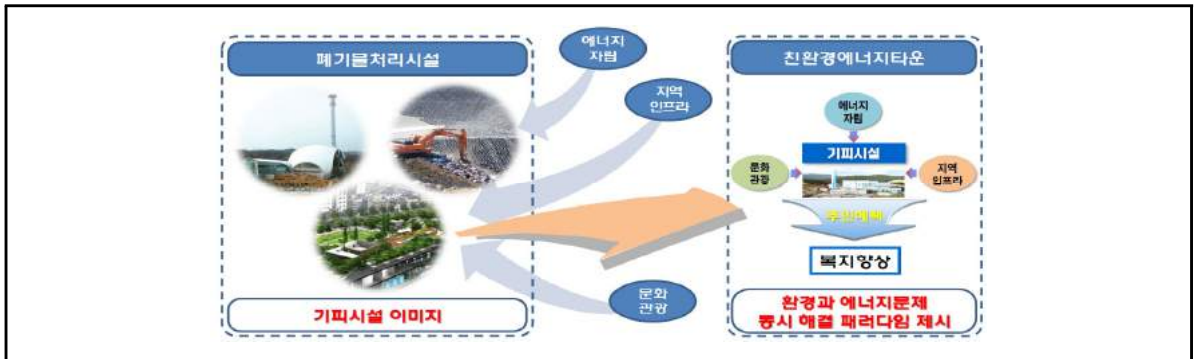 폐기물처리시설
기피시설 이미지
에너지
자립
지역
인프라
문화
관광
친환경에너지타운
에너지
자립
기피시설
문화
관광
지역
인프라
주민혜택
복지향상
환경과 에너지문제
동시 해결 패러다임 제시